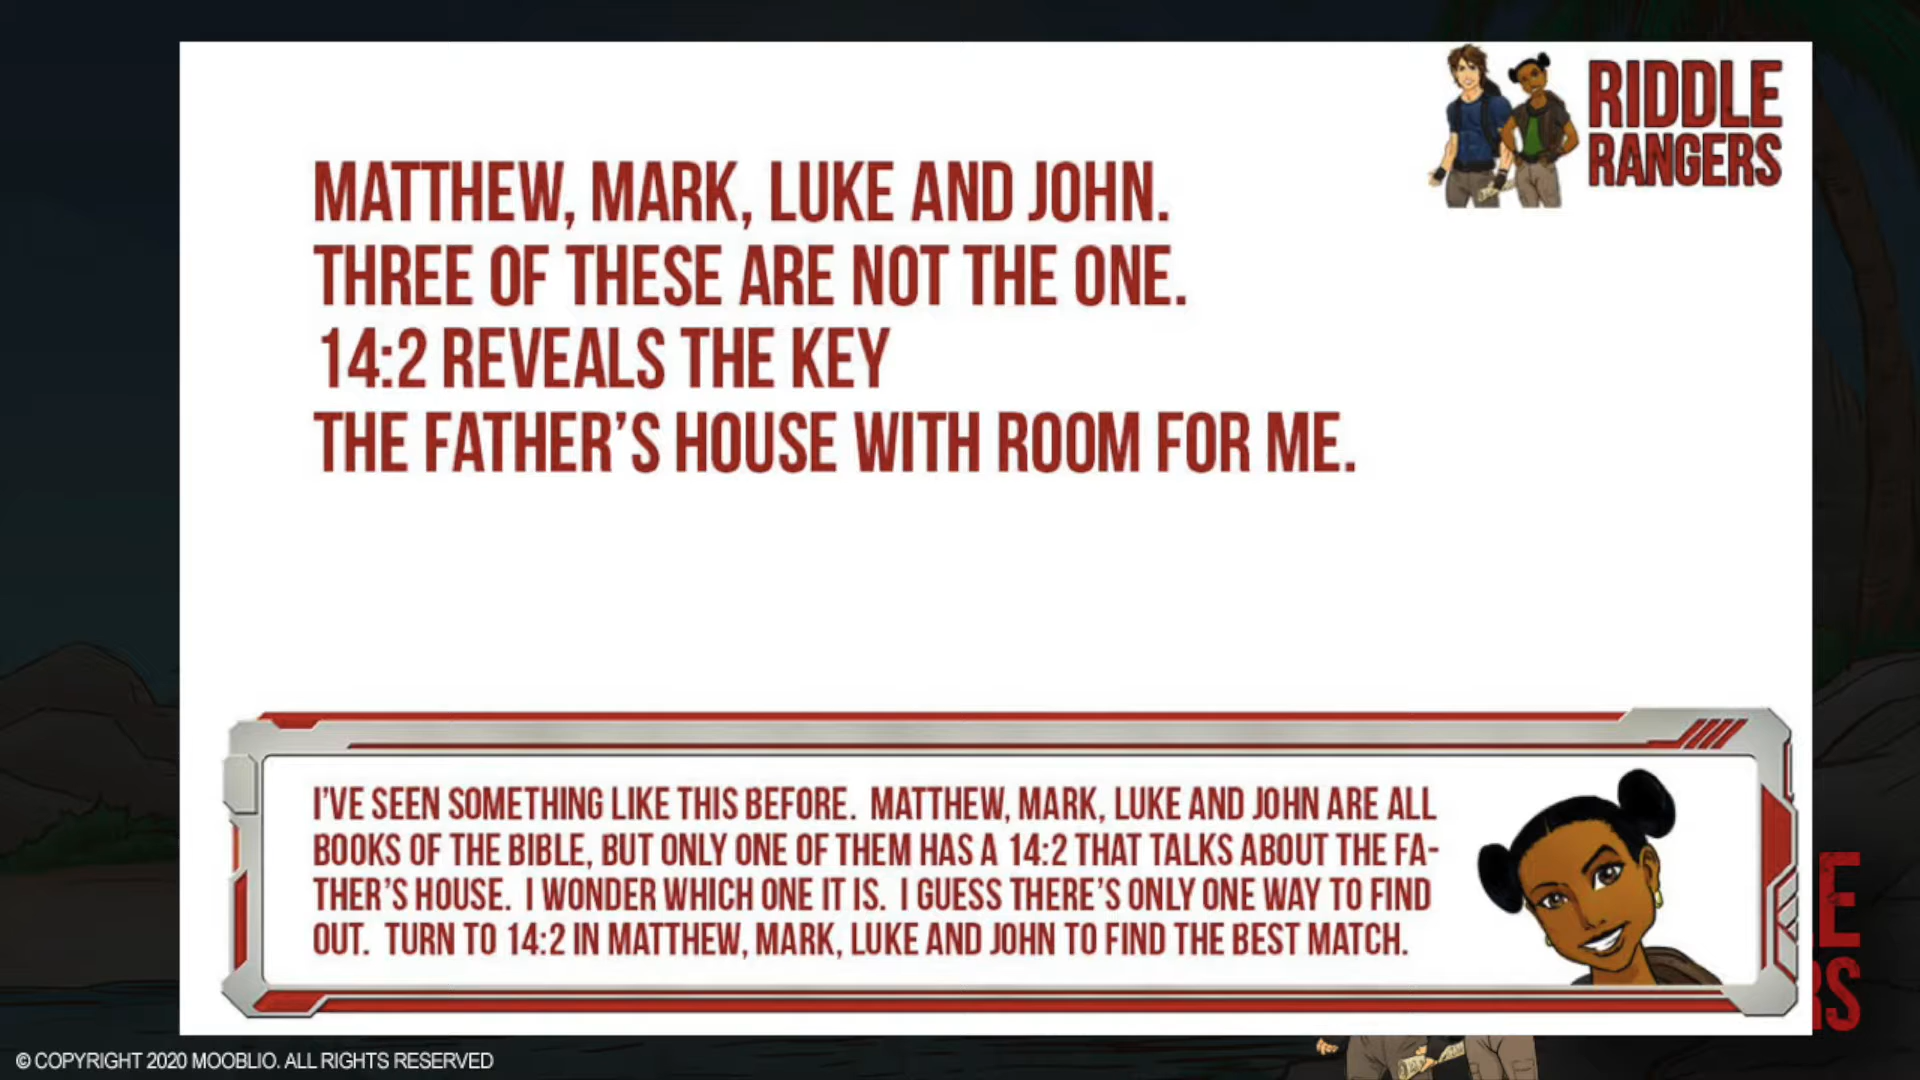 RIDDLE
RANGERS
MATTHEW, MARK, LUKE AND JOHN.
THREE OF THESE ARE NOT THE ONE.
14:2 REVEALS THE KEY
THE FATHER'S HOUSE WITH ROOM FOR ME.
I'VE SEEN SOMETHING LIKE THIS BEFORE. MATTHEW, MARK, LUKE AND JOHN ARE ALL
BOOKS OF THE BIBLE, BUT ONLY ONE OF THEM HAS A 14:2 THAT TALKS ABOUT THE FA-
THER'S HOUSE. I WONDER WHICH ONE IT IS. I GUESS THERE'S ONLY ONE WAY TO FIND
OUT. TURN TO 14:2 IN MATTHEW, MARK, LUKE AND JOHN TO FIND THE BEST MATCH.
© COPYRIGHT 2020 MOOBLIO. ALL RIGHTS RESERVED